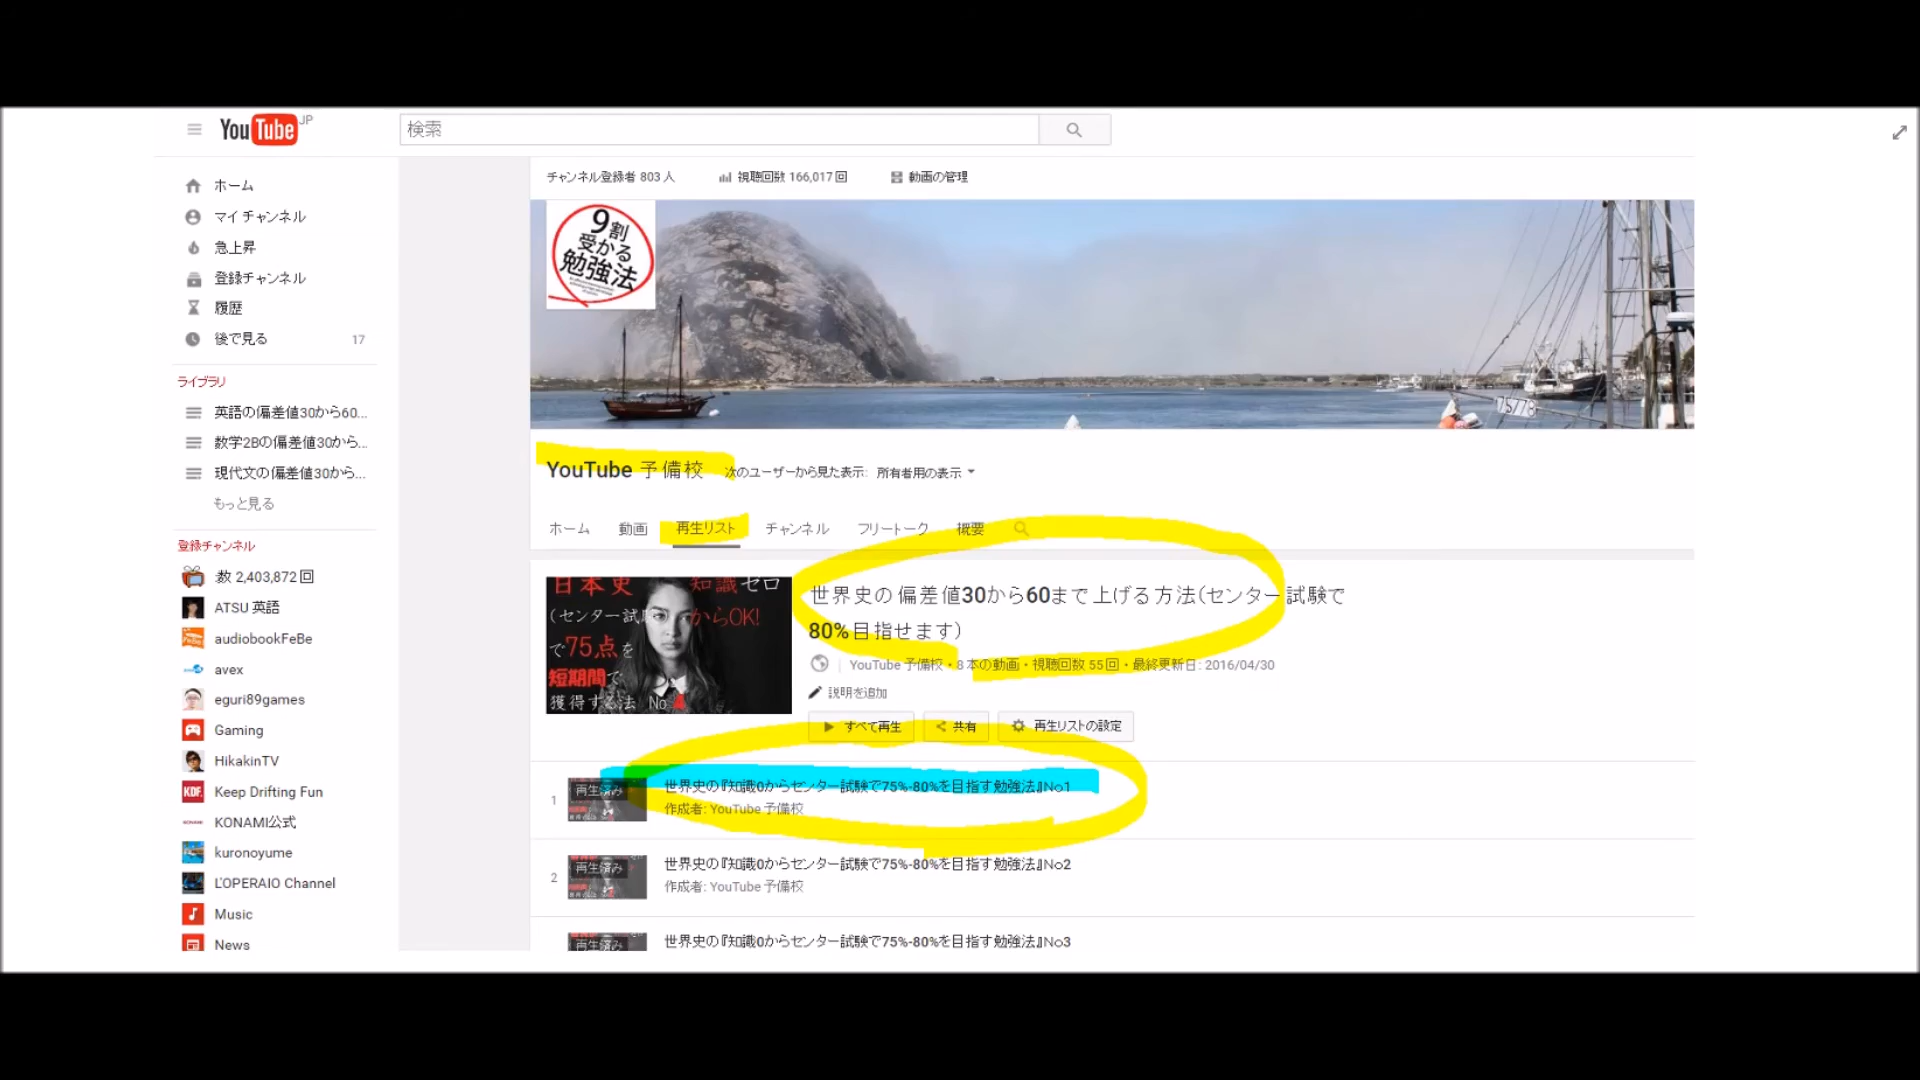 YouTube JP
検索
ホーム
マイ チャンネル
急上昇
登録チャンネル
履歴
後で見る 17
ライブラリ
英語の偏差値30から60...
数学2Bの偏差値30から...
現代文の偏差値30から...
もっと見る
登録チャンネル
数 2,403,872 回
ATSU 英語
audiobookFeBe
avex
eguri89games
Gaming
HikakinTV
Keep Drifting Fun
KONAMI公式
kuronoyume
L'OPERAIO Channel
Music
News
チャンネル登録者 803 人 視聴回数 166,017 回 動画の管理
9割
受かる
勉強法
YouTube 予備校 次のユーザーから見た表示: 所有者用の表示
ホーム 動画 再生リスト チャンネル フリートーク 概要
日本史 知識ゼロ
(センター試 からOK!
で75点を
短期間で
獲得する法 No 4
世界史の偏差値30から60まで上げる方法(センター試験で
80%目指せます)
YouTube 予備校・8 本の動画・視聴回数 55 回・最終更新日: 2016/04/30
説明を追加
すべて再生 共有 再生リストの設定
1 再生済み 世界史の『知識0からセンター試験で75%-80%を目指す勉強法』No1
作成者: YouTube 予備校
2 再生済み 世界史の『知識0からセンター試験で75%-80%を目指す勉強法』No2
作成者: YouTube 予備校
再生済み 世界史の『知識0からセンター試験で75%-80%を目指す勉強法』No3